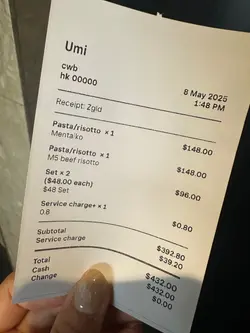 Umi
cwb
hk 00000
8 May 2025
1:48 PM
Receipt: Zgld
Pasta/risotto × 1 $148.00
Mentaiko
Pasta/risotto × 1 $148.00
M5 beef risotto
Set × 2 $96.00
($48.00 each)
$48 Set
Service charge+ × 1 $0.80
0.8
Subtotal $392.80
Service charge $39.20
Total $432.00
Cash $432.00
Change $0.00